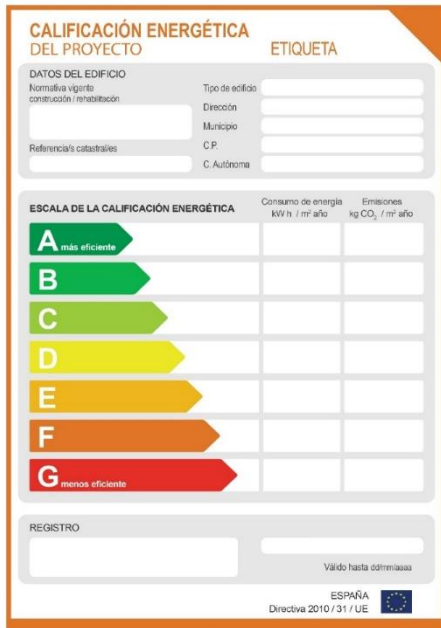 CALIFICACIÓN ENERGÉTICA
DEL PROYECTO ETIQUETA
DATOS DEL EDIFICIO
Normativa vigente
construcción / rehabilitación
Referencia/s catastral/es
Tipo de edificio
Dirección
Municipio
C.P.
C. Autónoma
ESCALA DE LA CALIFICACIÓN ENERGÉTICA
Consumo de energía
kW h / m² año
Emisiones
kg CO₂ / m² año
A más eficiente
B
C
D
E
F
G menos eficiente
REGISTRO
Válido hasta dd/mm/aaaa
ESPAÑA
Directiva 2010 / 31 / UE